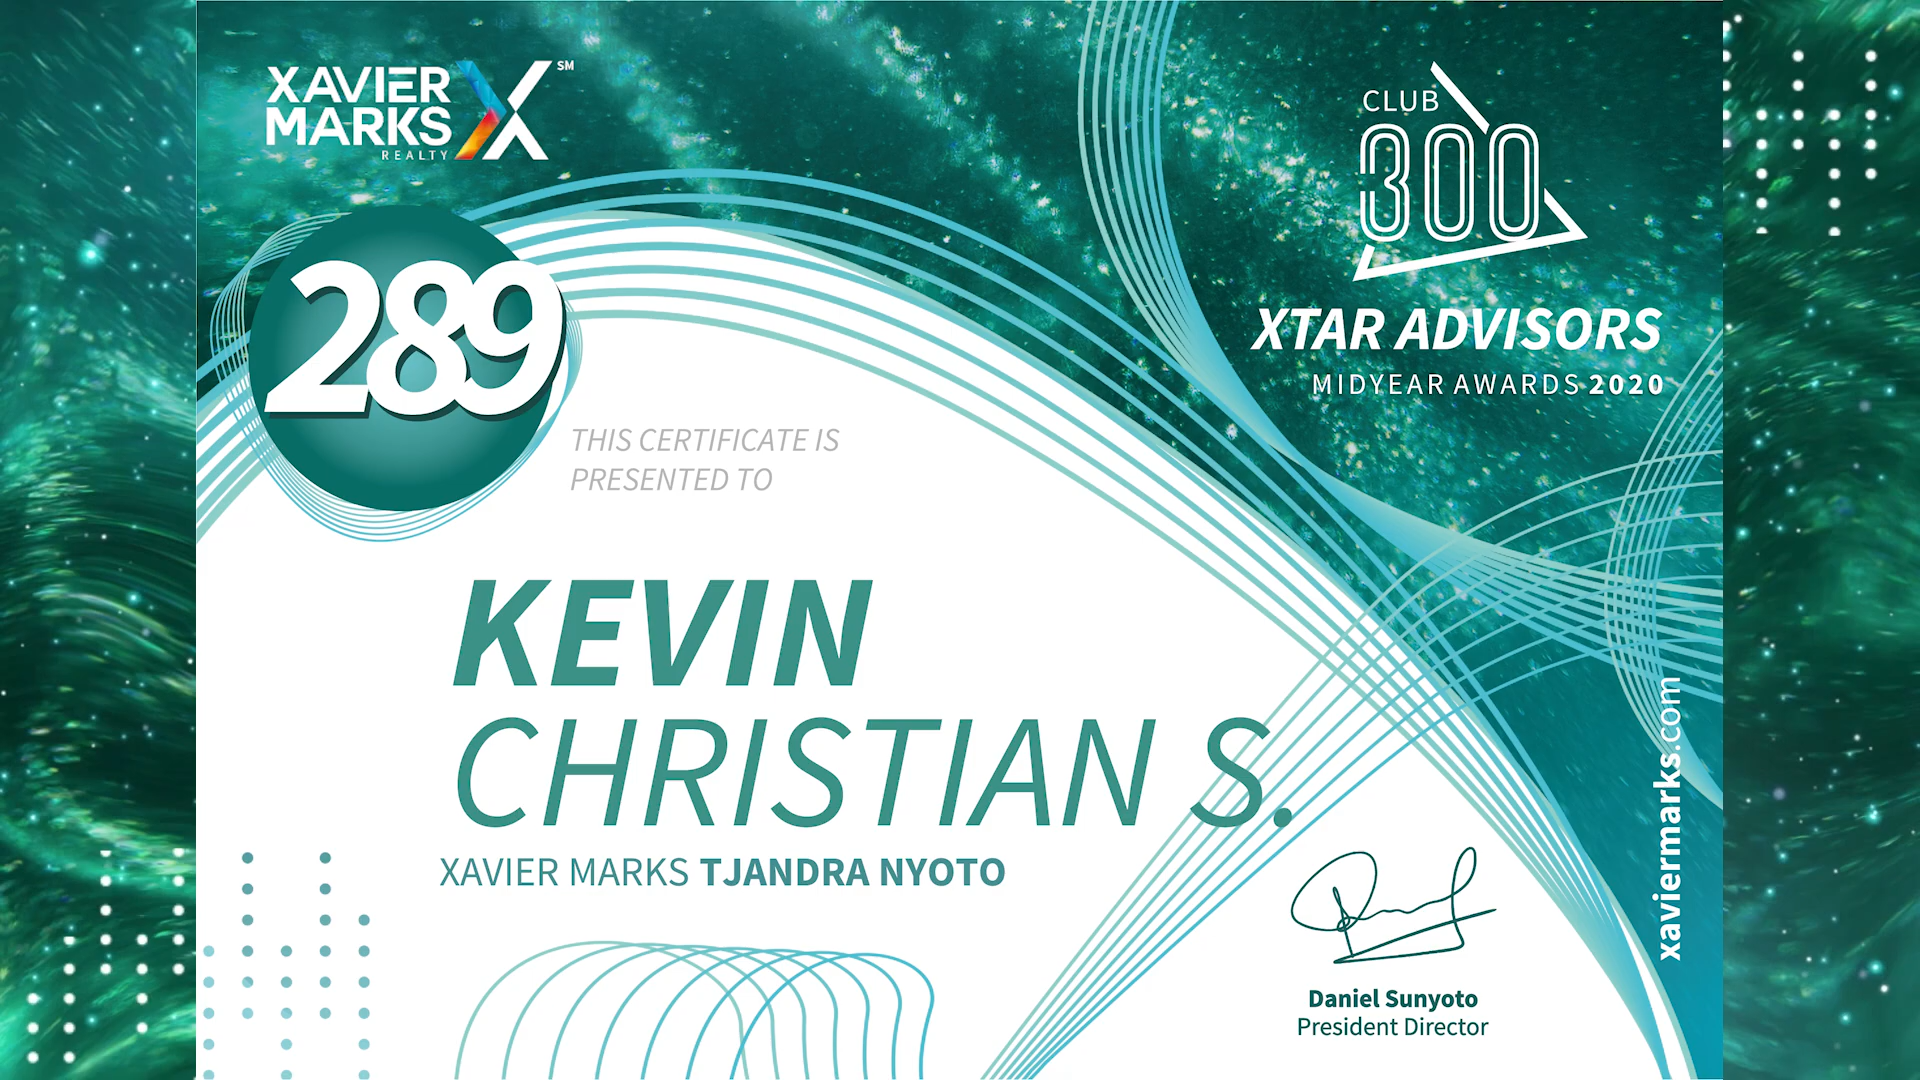 XAVIER
MARKS
REALTY
SM
CLUB
300
XTAR ADVISORS
MIDYEAR AWARDS 2020
289
THIS CERTIFICATE IS
PRESENTED TO
KEVIN
CHRISTIAN S.
XAVIER MARKS TJANDRA NYOTO
xaviermarks.com
Daniel Sunyoto
President Director